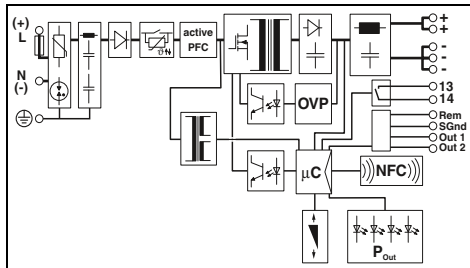 (+)
L
N
(-)
ϑ
active
PFC
OVP
+
+
-
-
-
13
14
Rem
SGnd
Out 1
Out 2
µC
NFC
P Out